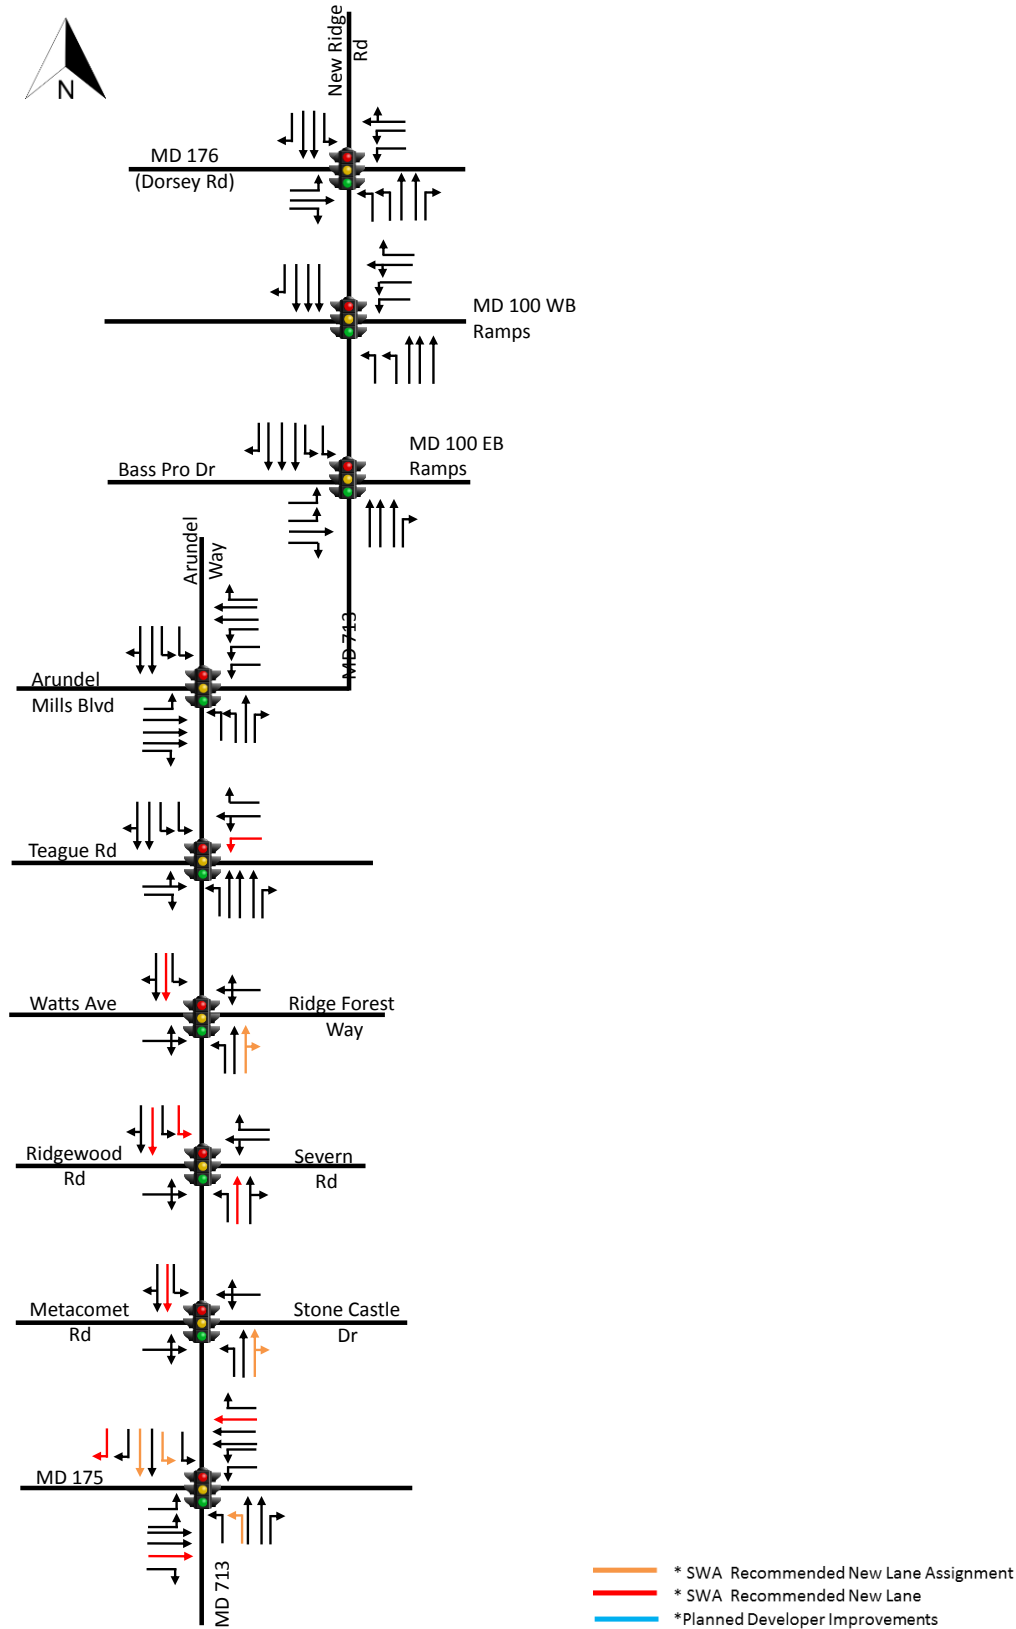 N
New Ridge
Rd
MD 176
(Dorsey Rd)
MD 100 WB
Ramps
MD 100 EB
Ramps
Bass Pro Dr
Arundel
Way
MD 713
Arundel
Mills Blvd
Teague Rd
Watts Ave
Ridge Forest
Way
Ridgewood
Rd
Severn
Rd
Metacomet
Rd
Stone Castle
Dr
MD 175
MD 713
* SWA Recommended New Lane Assignment
* SWA Recommended New Lane
*Planned Developer Improvements